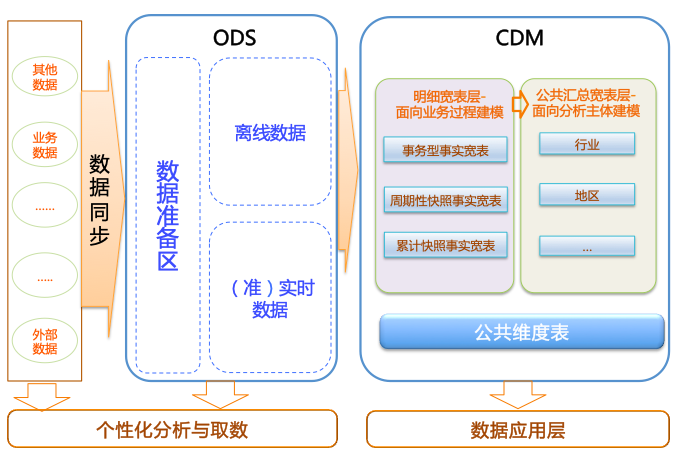 其他
数据
业务
数据
......
.....
外部
数据
数据同步
ODS
数据准备区
离线数据
（准）实时
数据
CDM
明细宽表层-
面向业务过程建模
事务型事实宽表
周期性快照事实宽表
累计快照事实宽表
公共汇总宽表层-
面向分析主体建模
行业
地区
...
公共维度表
个性化分析与取数
数据应用层